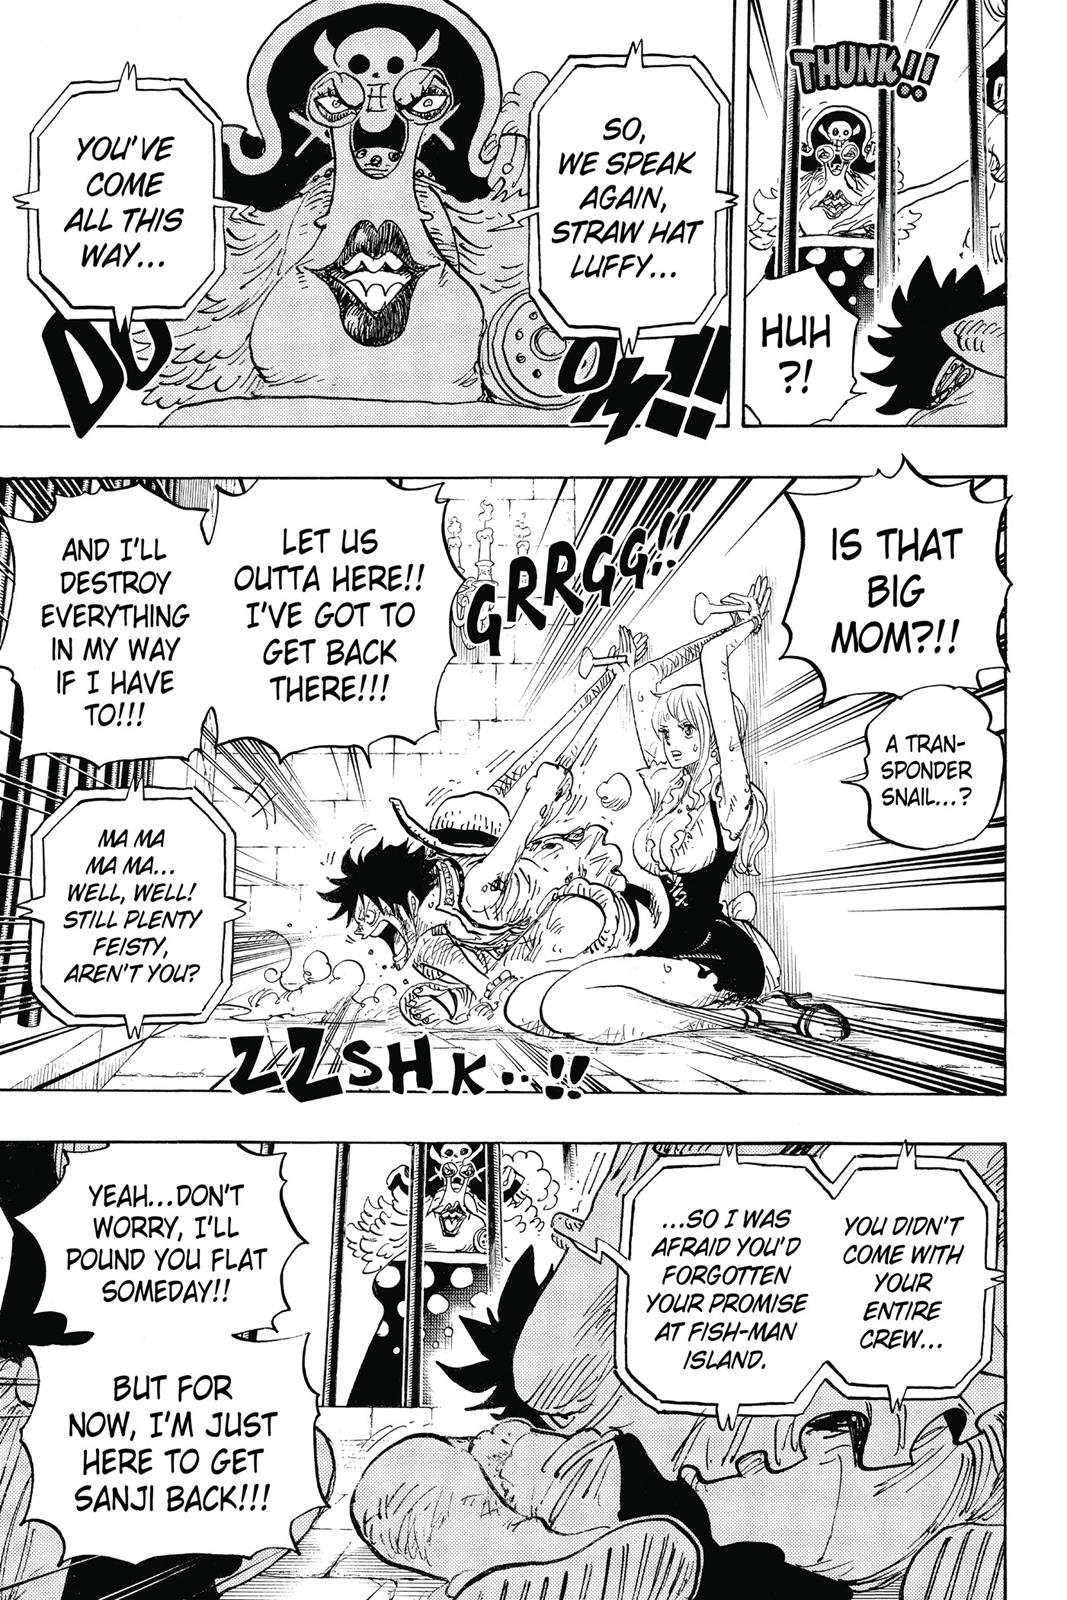 THUNK!!
HUH
?!
SO,
WE SPEAK
AGAIN,
STRAW HAT
LUFFY...
YOU'VE
COME
ALL THIS
WAY...
DOOM!!
IS THAT
BIG
MOM?!!
A TRAN-
SPONDER
SNAIL...?
GRRGG!!
LET US
OUTTA HERE!!
I'VE GOT TO
GET BACK
THERE!!!
AND I'LL
DESTROY
EVERYTHING
IN MY WAY
IF I HAVE
TO!!!
MA MA
MA MA...
WELL, WELL!
STILL PLENTY
FEISTY,
AREN'T YOU?
ZZSHK...!!
YOU DIDN'T
COME WITH
YOUR
ENTIRE
CREW...
...SO I WAS
AFRAID YOU'D
FORGOTTEN
YOUR PROMISE
AT FISH-MAN
ISLAND.
YEAH...DON'T
WORRY, I'LL
POUND YOU FLAT
SOMEDAY!!
BUT FOR
NOW, I'M JUST
HERE TO GET
SANJI BACK!!!